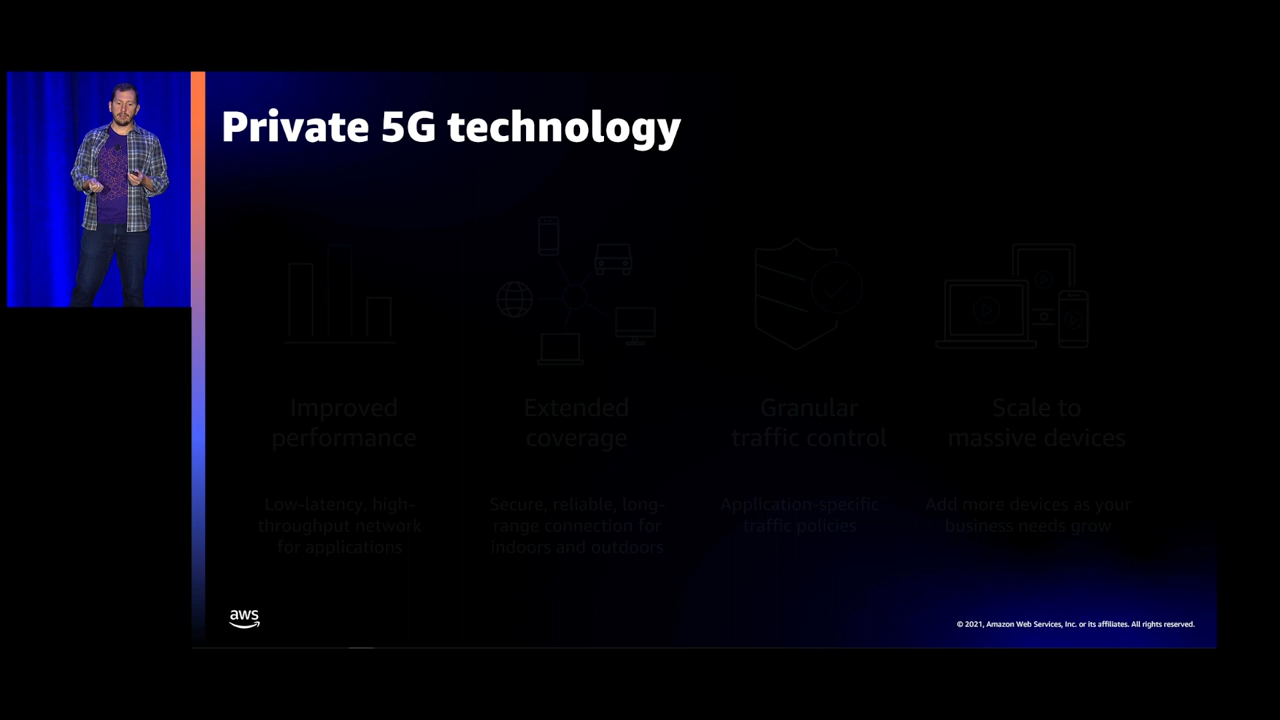 Private 5G technology
Improved
performance
Low-latency, high-
throughput network
for applications
Extended
coverage
Secure, reliable, long-
range connection for
indoors and outdoors
Granular
traffic control
Application-specific
traffic policies
Scale to
massive devices
Add more devices as your
business needs grow
aws
© 2021, Amazon Web Services, Inc. or its affiliates. All rights reserved.